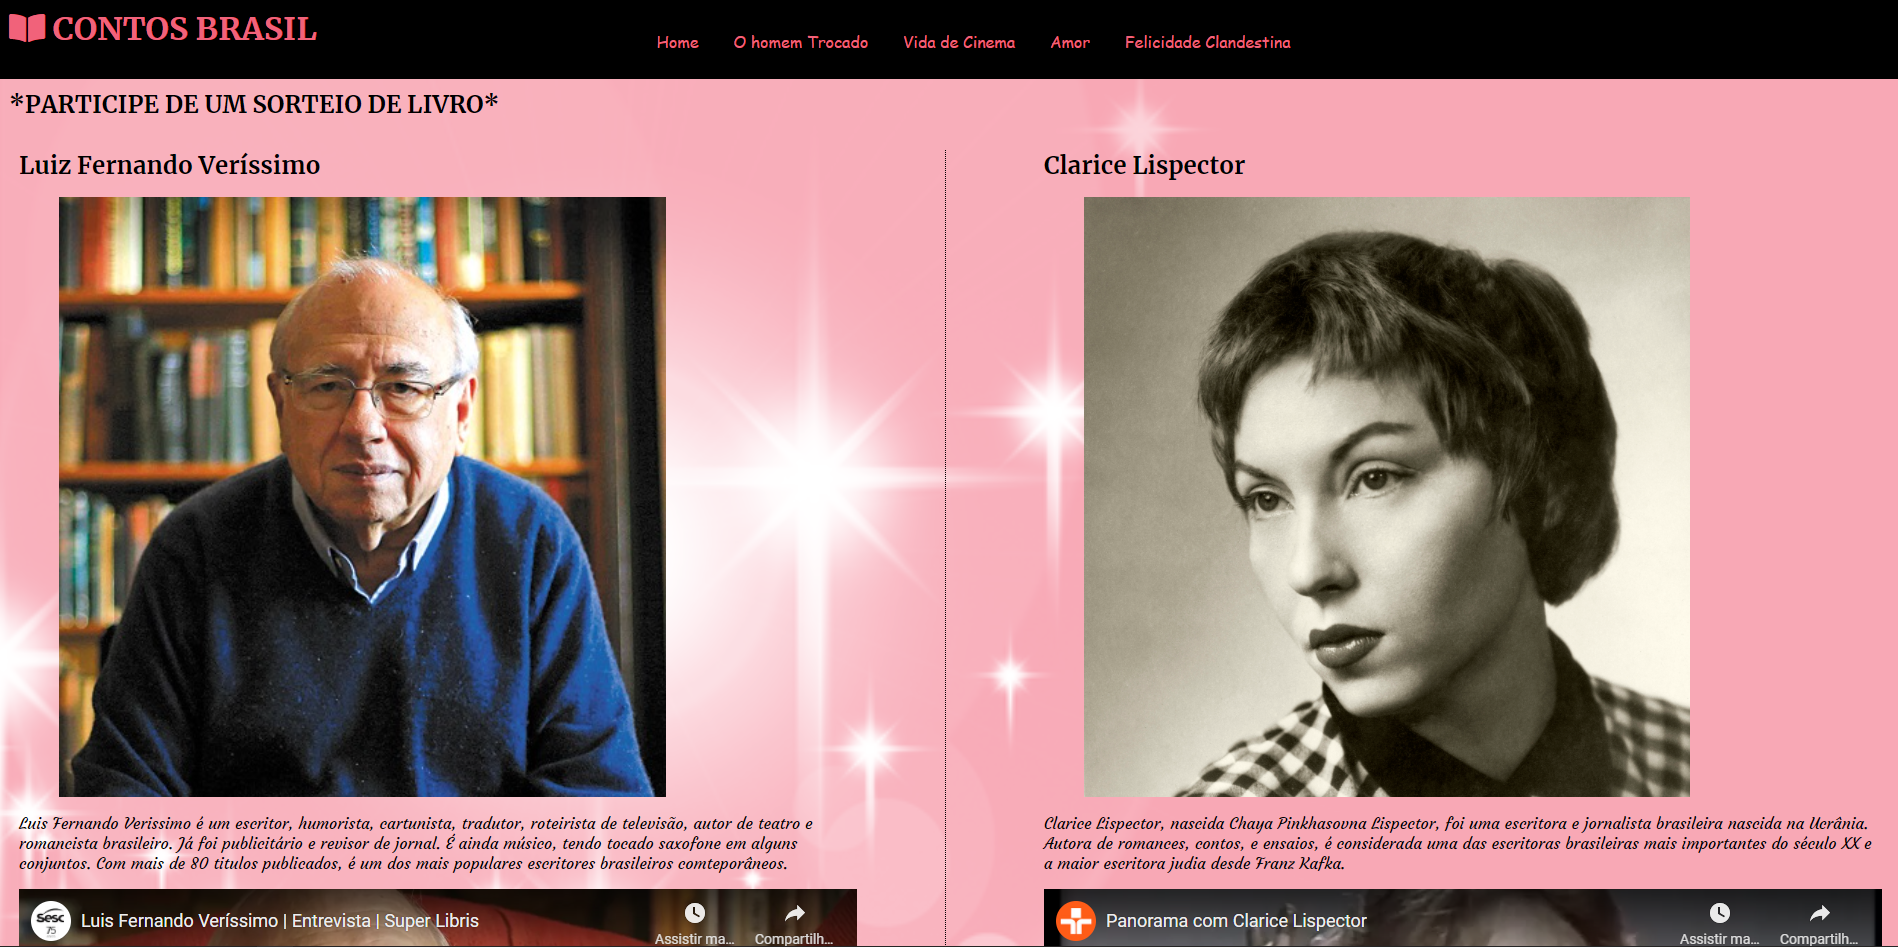 CONTOS BRASIL
Home O homem Trocado Vida de Cinema Amor Felicidade Clandestina
*PARTICIPE DE UM SORTEIO DE LIVRO*
Luiz Fernando Veríssimo
Luis Fernando Verissimo é um escritor, humorista, cartunista, tradutor, roteirista de televisão, autor de teatro e
romancista brasileiro. Já foi publicitário e revisor de jornal. É ainda músico, tendo tocado saxofone em alguns
conjuntos. Com mais de 80 titulos publicados, é um dos mais populares escritores brasileiros comteporâneos.
Sesc
75
Luis Fernando Veríssimo | Entrevista | Super Libris
Assistir ma... Compartilh...
Clarice Lispector
Clarice Lispector, nascida Chaya Pinkhasovna Lispector, foi uma escritora e jornalista brasileira nascida na Ucrânia.
Autora de romances, contos, e ensaios, é considerada uma das escritoras brasileiras mais importantes do século XX e
a maior escritora judia desde Franz Kafka.
Panorama com Clarice Lispector
Assistir ma... Compartilh...